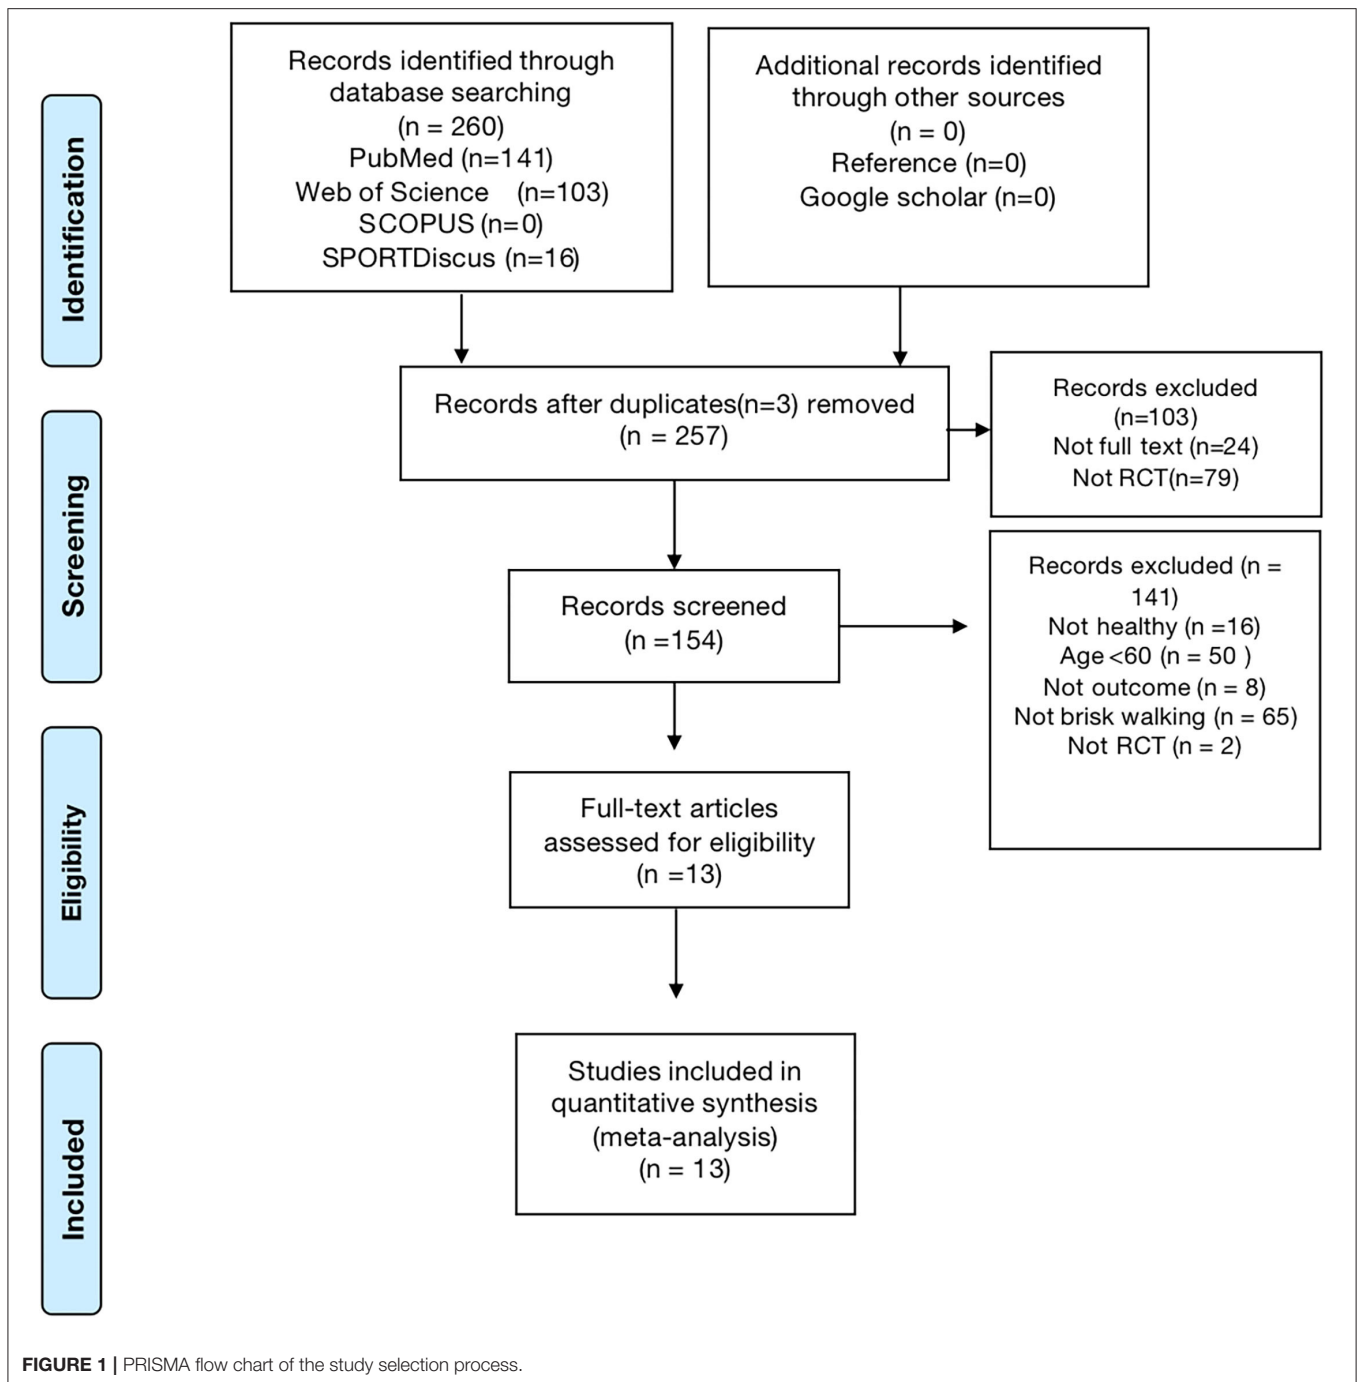 Identification
Records identified through
database searching
(n = 260)
PubMed (n=141)
Web of Science (n=103)
SCOPUS (n=0)
SPORTDiscus (n=16)
Additional records identified
through other sources
(n = 0)
Reference (n=0)
Google scholar (n=0)
Records after duplicates(n=3) removed
(n = 257)
Records excluded
(n=103)
Not full text (n=24)
Not RCT(n=79)
Screening
Records screened
(n =154)
Records excluded (n =
141)
Not healthy (n =16)
Age <60 (n = 50 )
Not outcome (n = 8)
Not brisk walking (n = 65)
Not RCT (n = 2)
Eligibility
Full-text articles
assessed for eligibility
(n =13)
Included
Studies included in
quantitative synthesis
(meta-analysis)
(n = 13)
FIGURE 1 | PRISMA flow chart of the study selection process.